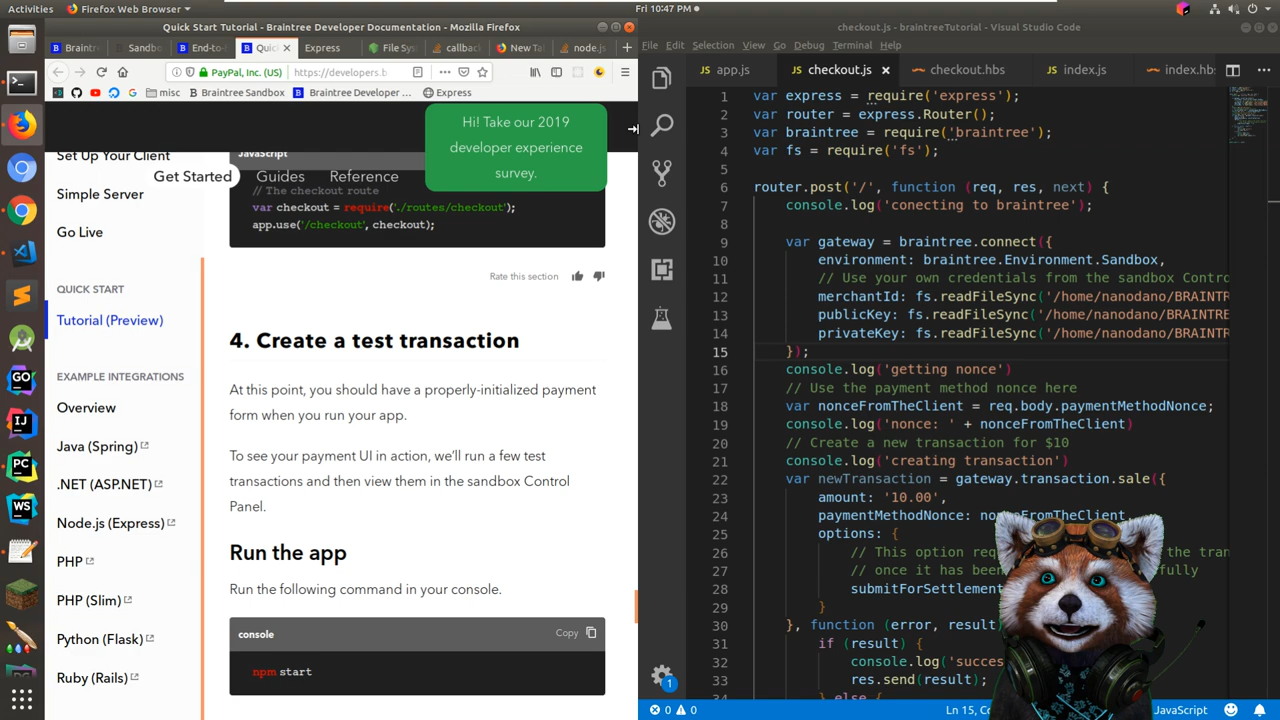 Activities
Firefox Web Browser
Fri 10:47 PM
Quick Start Tutorial - Braintree Developer Documentation - Mozilla Firefox
checkout.js - braintreeTutorial - Visual Studio Code
Braintr
Sandbo
End-to
Quic
Express
File Sys
callbac
New Ta
node.js
File Edit Selection View Go Debug Terminal Help
PayPal, Inc. (US)
https://developers.b
app.js
checkout.js
checkout.hbs
index.js
index.hbs
misc
Braintree Sandbox
Braintree Developer ...
Express
Hi! Take our 2019
developer experience
survey.
Get Started
Guides
Reference
Set Up Your Client
Simple Server
Go Live
QUICK START
Tutorial (Preview)
EXAMPLE INTEGRATIONS
Overview
Java (Spring)
.NET (ASP.NET)
Node.js (Express)
PHP
PHP (Slim)
Python (Flask)
Ruby (Rails)
JavaScript
// The checkout route
var checkout = require('./routes/checkout');
app.use('/checkout', checkout);
Rate this section
4. Create a test transaction
At this point, you should have a properly-initialized payment
form when you run your app.
To see your payment UI in action, we'll run a few test
transactions and then view them in the sandbox Control
Panel.
Run the app
Run the following command in your console.
console
Copy
npm start
1 var express = require('express');
2 var router = express.Router();
3 var braintree = require('braintree');
4 var fs = require('fs');
5
6 router.post('/', function (req, res, next) {
7 console.log('conecting to braintree');
8
9 var gateway = braintree.connect({
10 environment: braintree.Environment.Sandbox,
11 // Use your own credentials from the sandbox Contro
12 merchantId: fs.readFileSync('/home/nanodano/BRAINTR
13 publicKey: fs.readFileSync('/home/nanodano/BRAINTRE
14 privateKey: fs.readFileSync('/home/nanodano/BRAINTR
15 });
16 console.log('getting nonce')
17 // Use the payment method nonce here
18 var nonceFromTheClient = req.body.paymentMethodNonce;
19 console.log('nonce: ' + nonceFromTheClient)
20 // Create a new transaction for $10
21 console.log('creating transaction')
22 var newTransaction = gateway.transaction.sale({
23 amount: '10.00',
24 paymentMethodNonce: nonceFromTheClient,
25 options: {
26 // This option req the tran
27 // once it has been fully
28 submitForSettlement
29 }
30 }, function (error, result)
31 if (result) {
32 console.log('succes
33 res.send(result);
34 } else {
1
0 0
Ln 15, Co
JavaScript